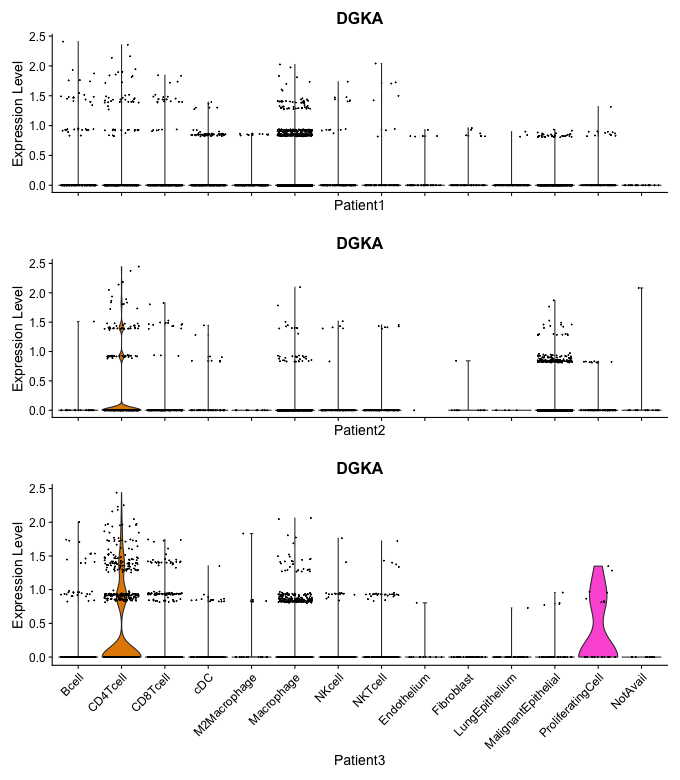 DGKA
Expression Level
2.5
2.0
1.5
1.0
0.5
0.0
Patient1
DGKA
Expression Level
2.5
2.0
1.5
1.0
0.5
0.0
Patient2
DGKA
Expression Level
2.5
2.0
1.5
1.0
0.5
0.0
Bcell
CD4Tcell
CD8Tcell
cDC
M2Macrophage
Macrophage
NKcell
NKTcell
Endothelium
Fibroblast
LungEpithelium
MalignantEpithelial
ProliferatingCell
NotAvail
Patient3